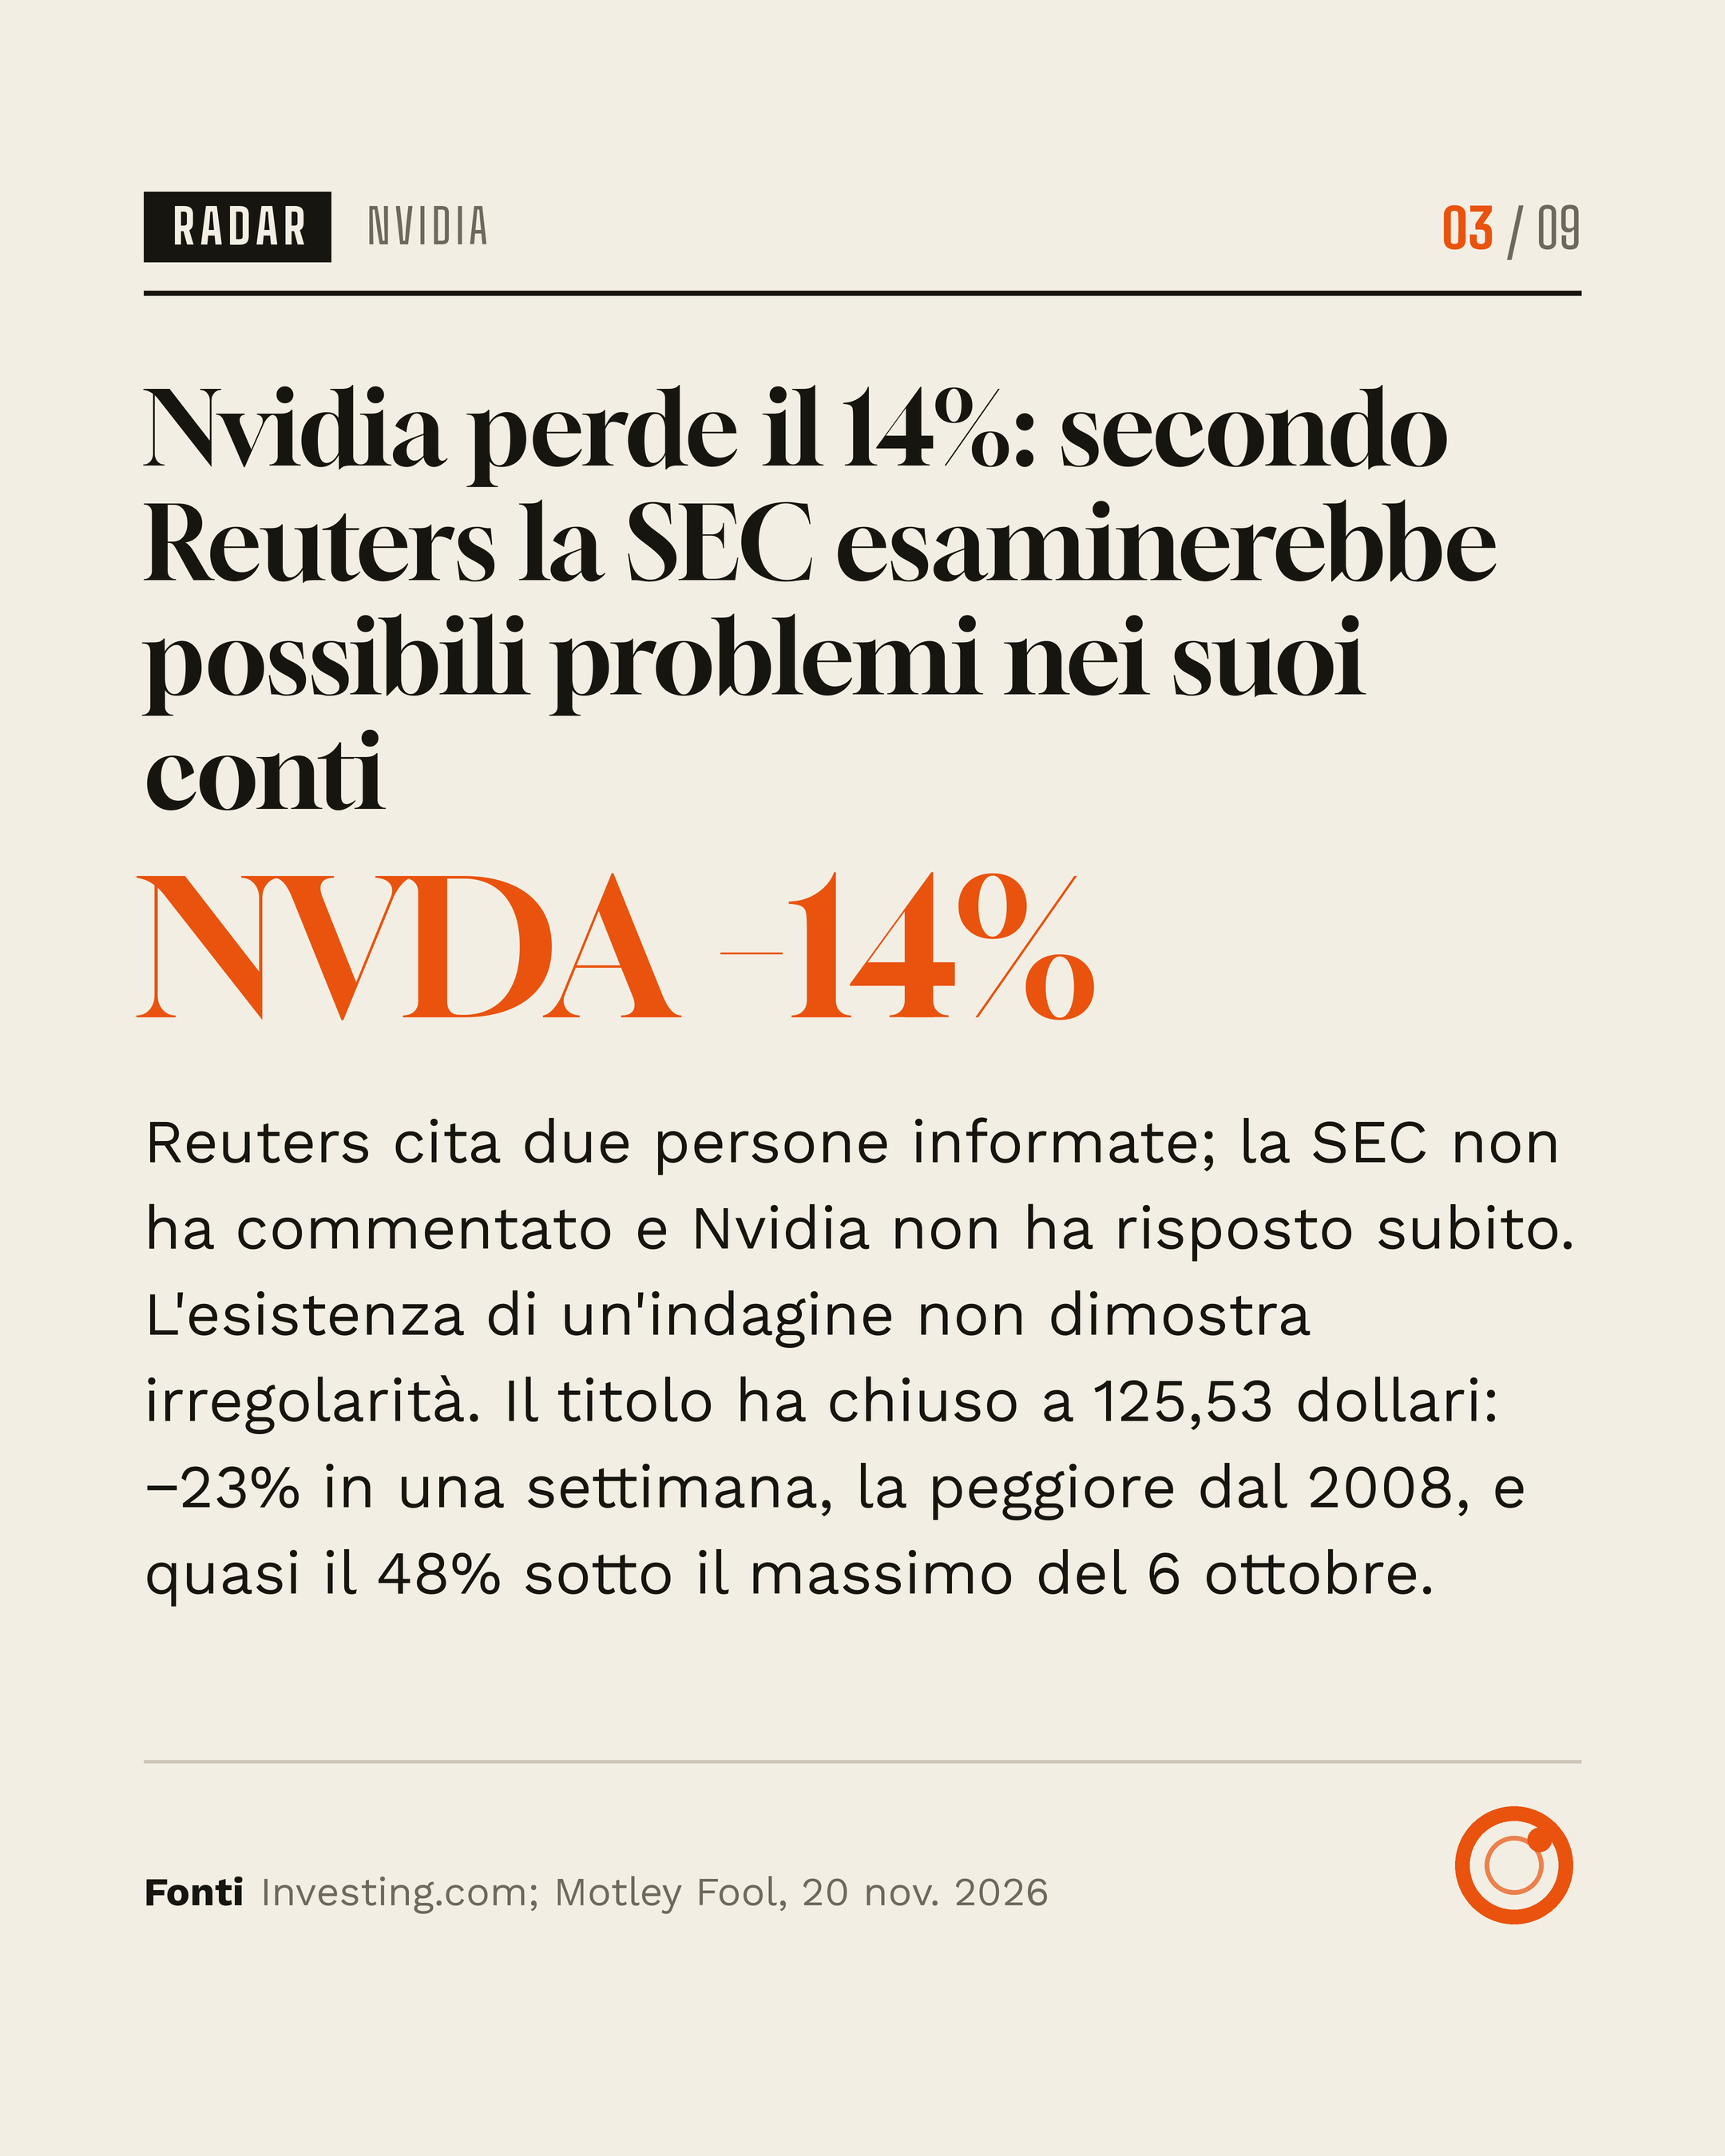 RADAR NVIDIA 03 / 09
Nvidia perde il 14%: secondo
Reuters la SEC esaminerebbe
possibili problemi nei suoi
conti
NVDA −14%
Reuters cita due persone informate; la SEC non
ha commentato e Nvidia non ha risposto subito.
L'esistenza di un'indagine non dimostra
irregolarità. Il titolo ha chiuso a 125,53 dollari:
−23% in una settimana, la peggiore dal 2008, e
quasi il 48% sotto il massimo del 6 ottobre.
Fonti Investing.com; Motley Fool, 20 nov. 2026